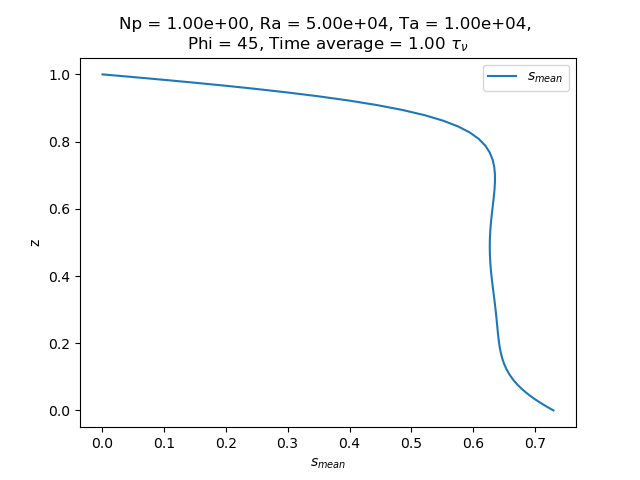 Np = 1.00e+00, Ra = 5.00e+04, Ta = 1.00e+04,
Phi = 45, Time average = 1.00 τν
s_mean
1.0
0.8
0.6
0.4
0.2
0.0
z
0.0 0.1 0.2 0.3 0.4 0.5 0.6 0.7
s_mean